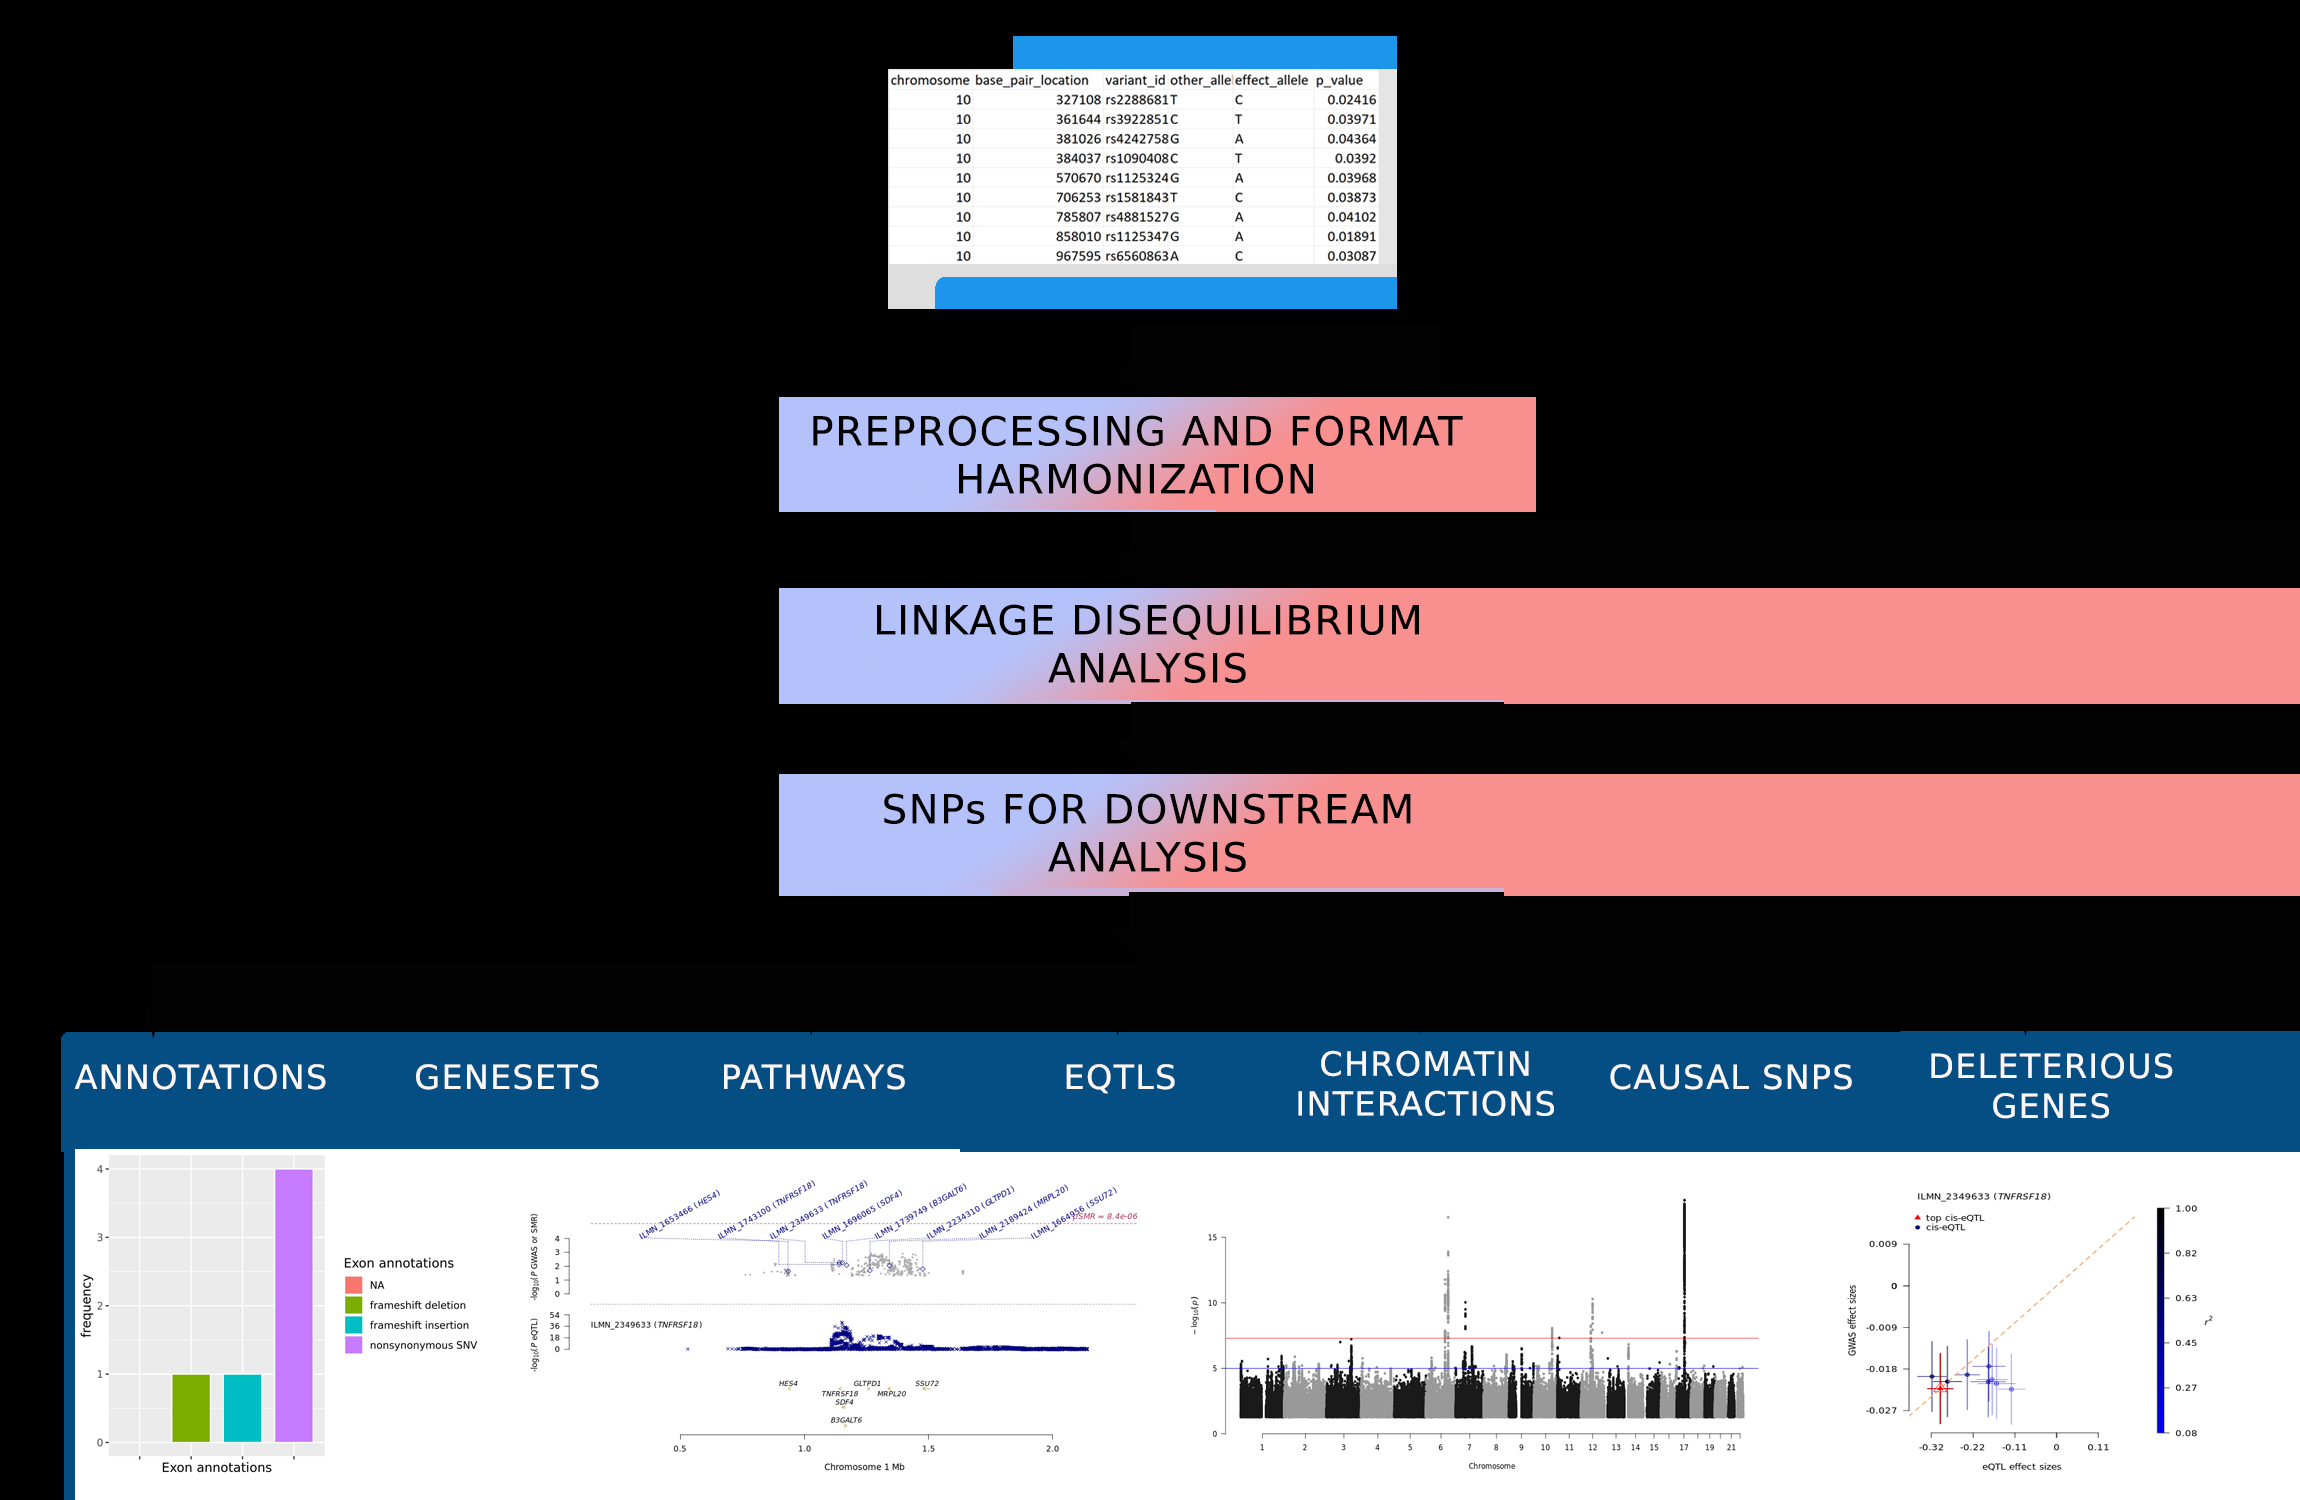 chromosome base_pair_location variant_id other_alle effect_allele p_value
10 327108 rs2288681 T C 0.02416
10 361644 rs3922851 C T 0.03971
10 381026 rs4242758 G A 0.04364
10 384037 rs1090408 C T 0.0392
10 570670 rs1125324 G A 0.03968
10 706253 rs1581843 T C 0.03873
10 785807 rs4881527 G A 0.04102
10 858010 rs1125347 G A 0.01891
10 967595 rs6560863 A C 0.03087
PREPROCESSING AND FORMAT
HARMONIZATION
LINKAGE DISEQUILIBRIUM
ANALYSIS
SNPs FOR DOWNSTREAM
ANALYSIS
ANNOTATIONS
GENESETS
PATHWAYS
EQTLS
CHROMATIN
INTERACTIONS
CAUSAL SNPS
DELETERIOUS
GENES
4
3
2
1
0
frequency
Exon annotations
Exon annotations
NA
frameshift deletion
frameshift insertion
nonsynonymous SNV
ILMN_1653466 (HES4)
ILMN_1743100 (TNFRSF18)
ILMN_2349633 (TNFRSF18)
ILMN_1696065 (SDF4)
ILMN_1739749 (B3GALT6)
ILMN_2234310 (GLTPD1)
ILMN_2189424 (MRPL20)
ILMN_1664956 (SSU72)
pSMR = 8.4e-06
-log10(P GWAS or SMR)
4
3
2
1
0
-log10(P eQTL)
54
36
18
0
ILMN_2349633 (TNFRSF18)
HES4
GLTPD1
SSU72
TNFRSF18
MRPL20
SDF4
B3GALT6
0.5 1.0 1.5 2.0
Chromosome 1 Mb
− log10(p)
15
10
5
0
1 2 3 4 5 6 7 8 9 10 11 12 13 14 15 17 19 21
Chromosome
ILMN_2349633 (TNFRSF18)
top cis-eQTL
cis-eQTL
GWAS effect sizes
0.009
0
-0.009
-0.018
-0.027
-0.32 -0.22 -0.11 0 0.11
eQTL effect sizes
1.00
0.82
0.63
0.45
0.27
0.08
r2